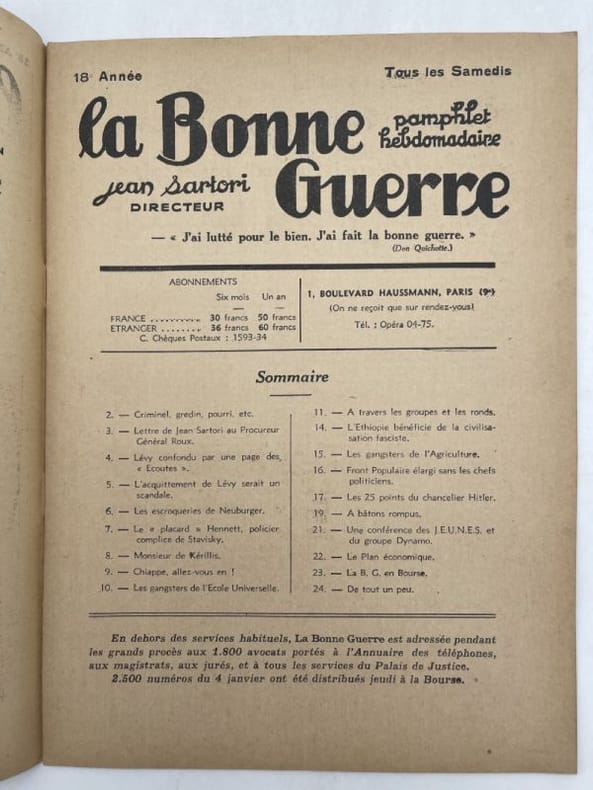 18e Année
Tous les Samedis
la Bonne
pamphlet
hebdomadaire
Guerre
jean sartori
DIRECTEUR
— « J'ai lutté pour le bien. J'ai fait la bonne guerre. »
(Don Quichotte.)
ABONNEMENTS
Six mois Un an
FRANCE .......... 30 francs 50 francs
ETRANGER ........ 36 francs 60 francs
C. Chèques Postaux : 1593-34
1, BOULEVARD HAUSSMANN, PARIS (9e)
(On ne reçoit que sur rendez-vous)
Tél. : Opéra 04-75.
Sommaire
2. — Criminel, gredin, pourri, etc.
3. — Lettre de Jean Sartori au Procureur
Général Roux.
4. — Lévy confondu par une page des
« Ecoutes ».
5. — L'acquittement de Lévy serait un
scandale.
6. — Les escroqueries de Neuburger.
7. — Le « placard » Hennett, policier
complice de Stavisky.
8. — Monsieur de Kérillis.
9. — Chiappe, allez-vous en !
10. — Les gangsters de l'Ecole Universelle.
11. — A travers les groupes et les ronds.
14. — L'Ethiopie bénéficie de la civilisa-
sation fasciste.
15. — Les gangsters de l'Agriculture.
16. — Front Populaire élargi sans les chefs
politiciens.
17. — Les 25 points du chancelier Hitler.
19. — A bâtons rompus.
21. — Une conférence des J.E.U.N.E.S. et
du groupe Dynamo.
22. — Le Plan économique.
23. — La B. G. en Bourse.
24. — De tout un peu.
En dehors des services habituels, La Bonne Guerre est adressée pendant
les grands procès aux 1.800 avocats portés à l'Annuaire des téléphones,
aux magistrats, aux jurés, et à tous les services du Palais de Justice.
2.500 numéros du 4 janvier ont été distribués jeudi à la Bourse.